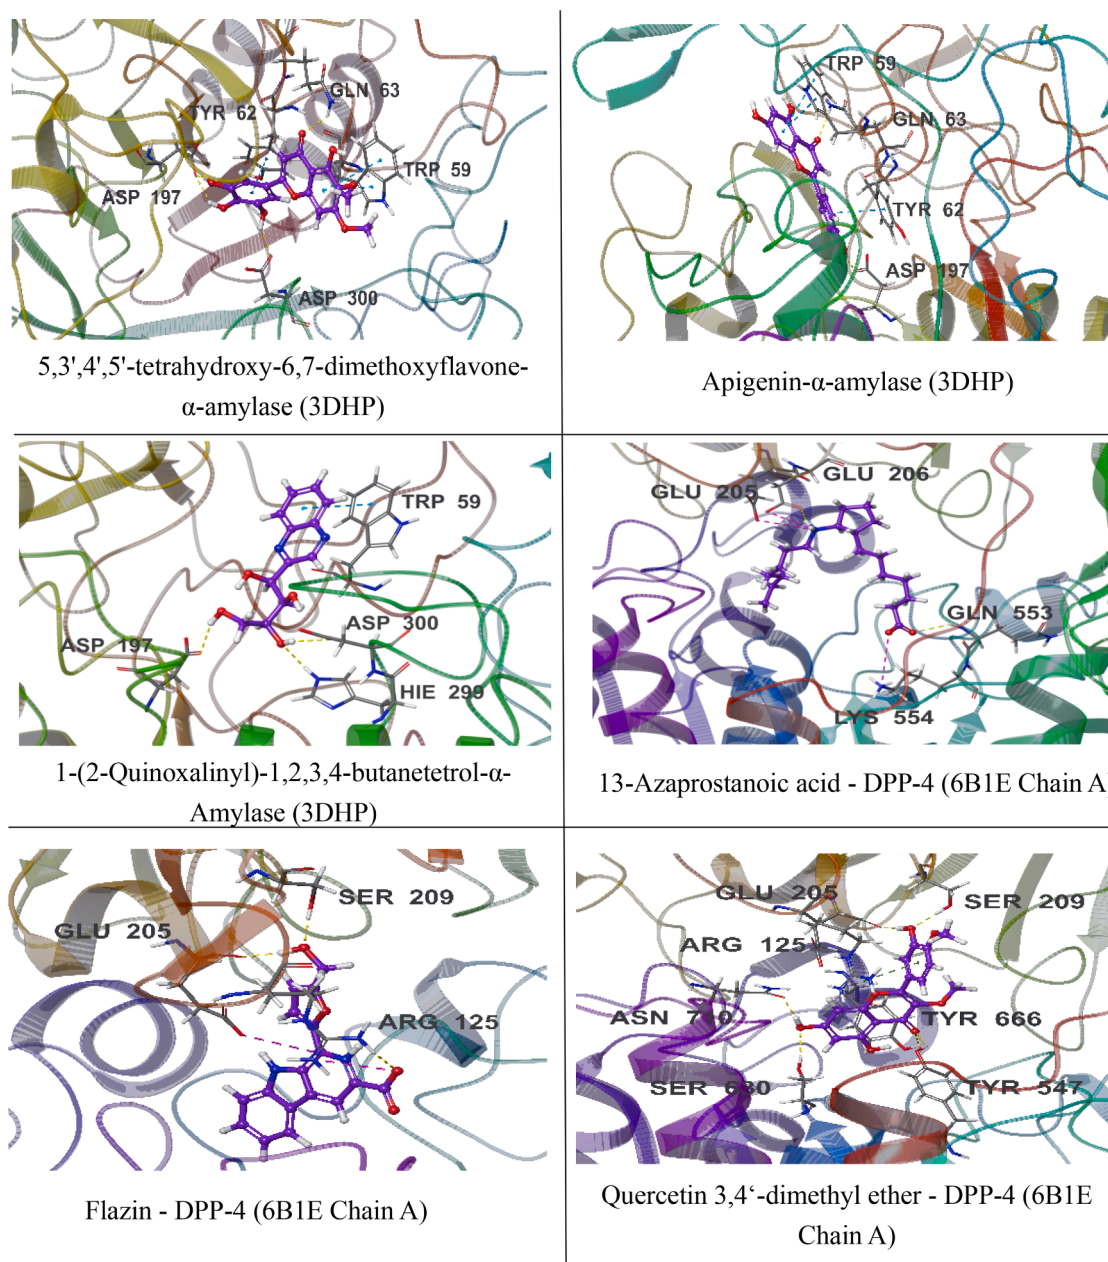 GLN 63
TYR 62
TRP 59
ASP 197
ASP 300
5,3',4',5'-tetrahydroxy-6,7-dimethoxyflavone-
α-amylase (3DHP)
TRP 59
GLN 63
TYR 62
ASP 197
Apigenin-α-amylase (3DHP)
TRP 59
ASP 300
ASP 197
HIE 299
1-(2-Quinoxalinyl)-1,2,3,4-butanetetrol-α-
Amylase (3DHP)
GLU 206
GLU 205
GLN 553
LYS 554
13-Azaprostanoic acid - DPP-4 (6B1E Chain A)
SER 209
GLU 205
ARG 125
Flazin - DPP-4 (6B1E Chain A)
GLU 205
SER 209
ARG 125
ASN 710
TYR 666
SER 630
TYR 547
Quercetin 3,4‘-dimethyl ether - DPP-4 (6B1E
Chain A)